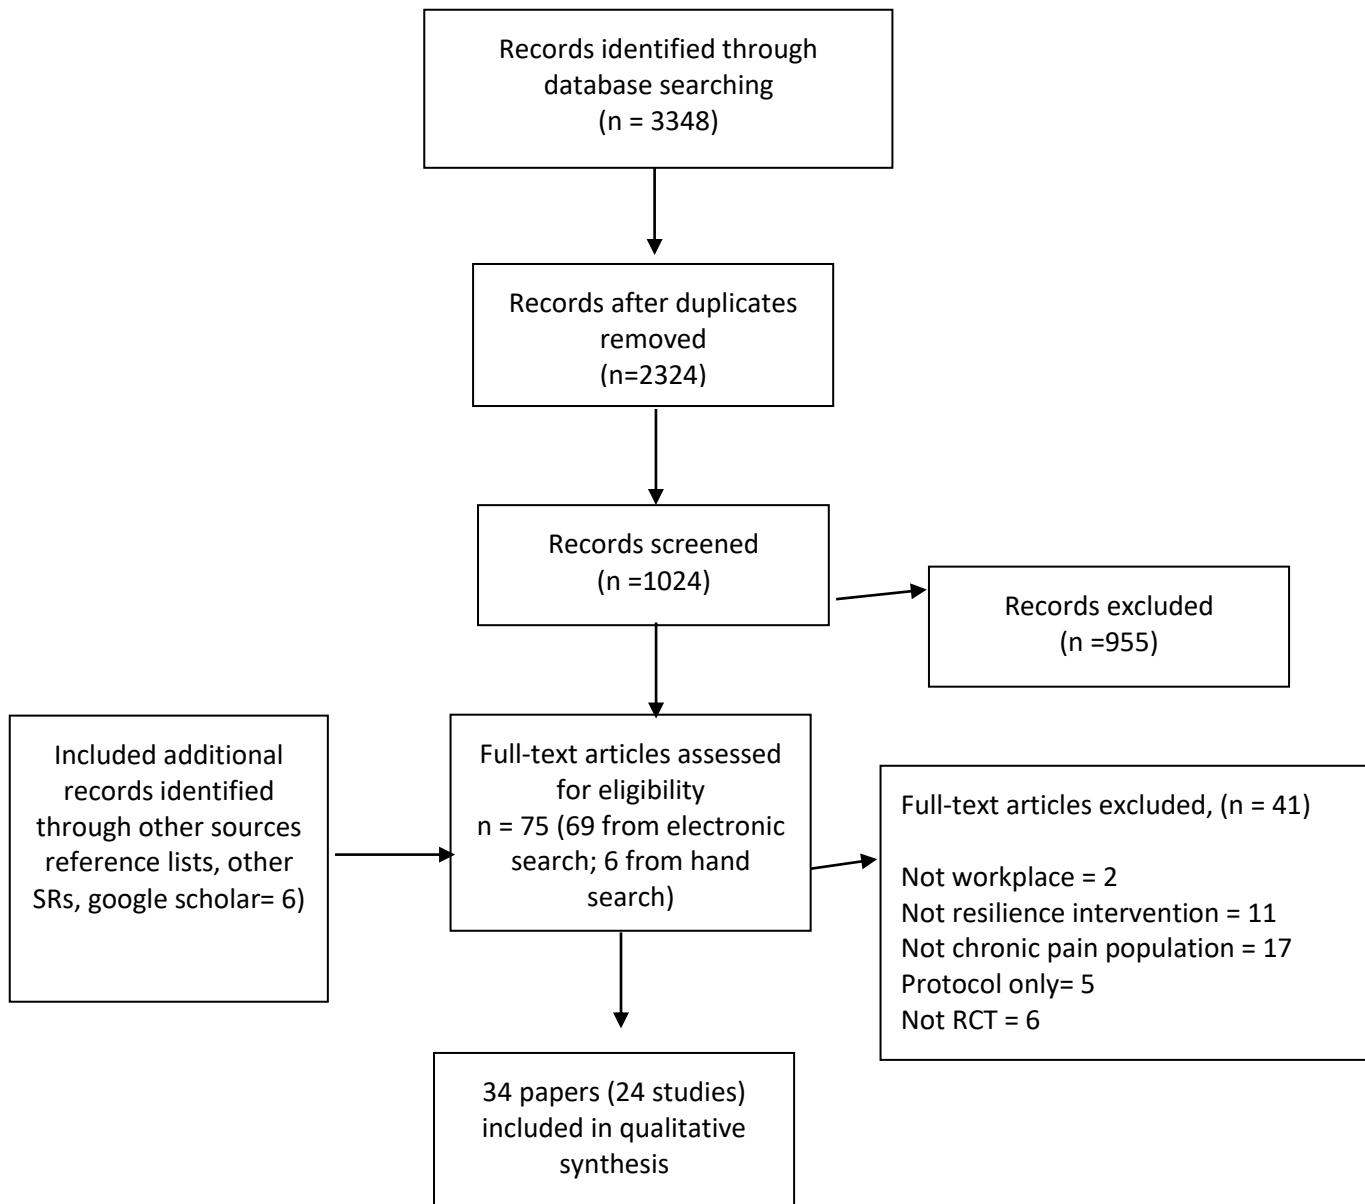 Records identified through
database searching
(n = 3348)
Records after duplicates
removed
(n=2324)
Records screened
(n =1024)
Records excluded
(n =955)
Included additional
records identified
through other sources
reference lists, other
SRs, google scholar= 6)
Full-text articles assessed
for eligibility
n = 75 (69 from electronic
search; 6 from hand
search)
Full-text articles excluded, (n = 41)
Not workplace = 2
Not resilience intervention = 11
Not chronic pain population = 17
Protocol only= 5
Not RCT = 6
34 papers (24 studies)
included in qualitative
synthesis